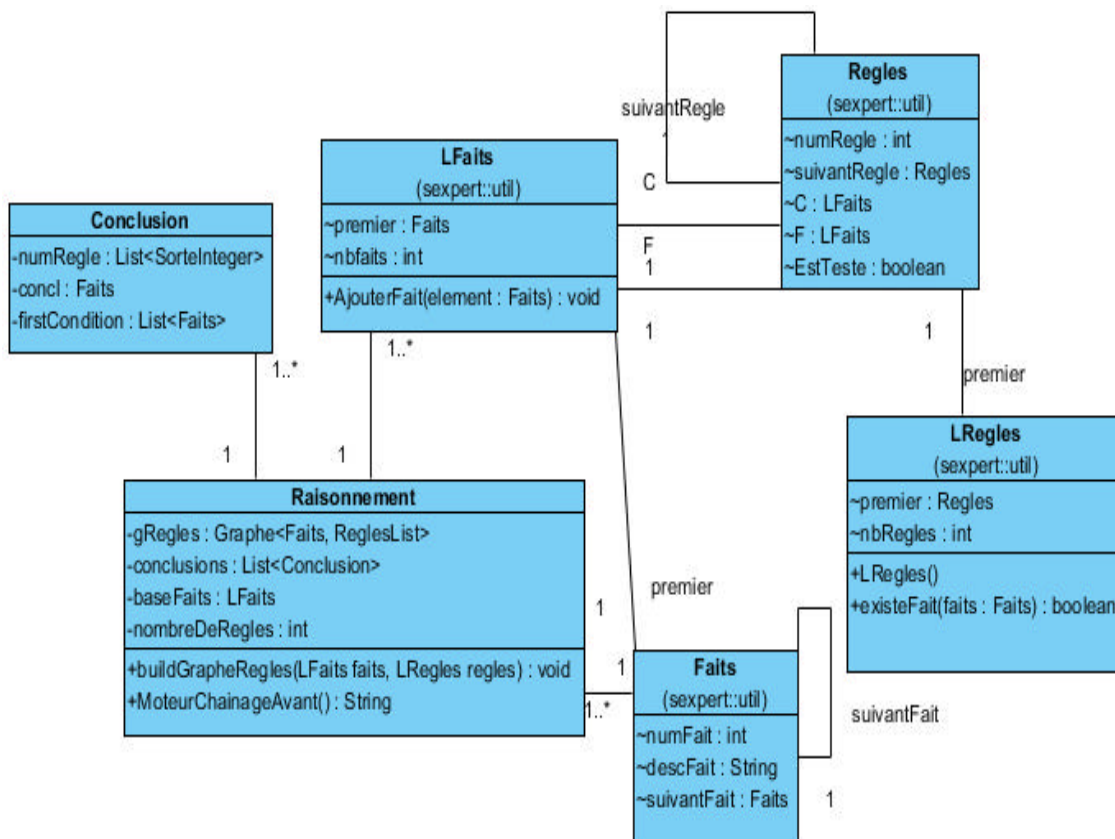 Regles
(sexpert::util)
~numRegle : int
~suivantRegle : Regles
~C : LFaits
~F : LFaits
~EstTeste : boolean
suivantRegle
C
F
1
1
1
premier
LFaits
(sexpert::util)
~premier : Faits
~nbfaits : int
+AjouterFait(element : Faits) : void
Conclusion
-numRegle : List<SorteInteger>
-concl : Faits
-firstCondition : List<Faits>
1..*
1..*
1
1
LRegles
(sexpert::util)
~premier : Regles
~nbRegles : int
+LRegles()
+existeFait(faits : Faits) : boolean
Raisonnement
-gRegles : Graphe<Faits, ReglesList>
-conclusions : List<Conclusion>
-baseFaits : LFaits
-nombreDeRegles : int
+buildGrapheRegles(LFaits faits, LRegles regles) : void
+MoteurChainageAvant() : String
premier
1
1
1..*
Faits
(sexpert::util)
~numFait : int
~descFait : String
~suivantFait : Faits
suivantFait
1